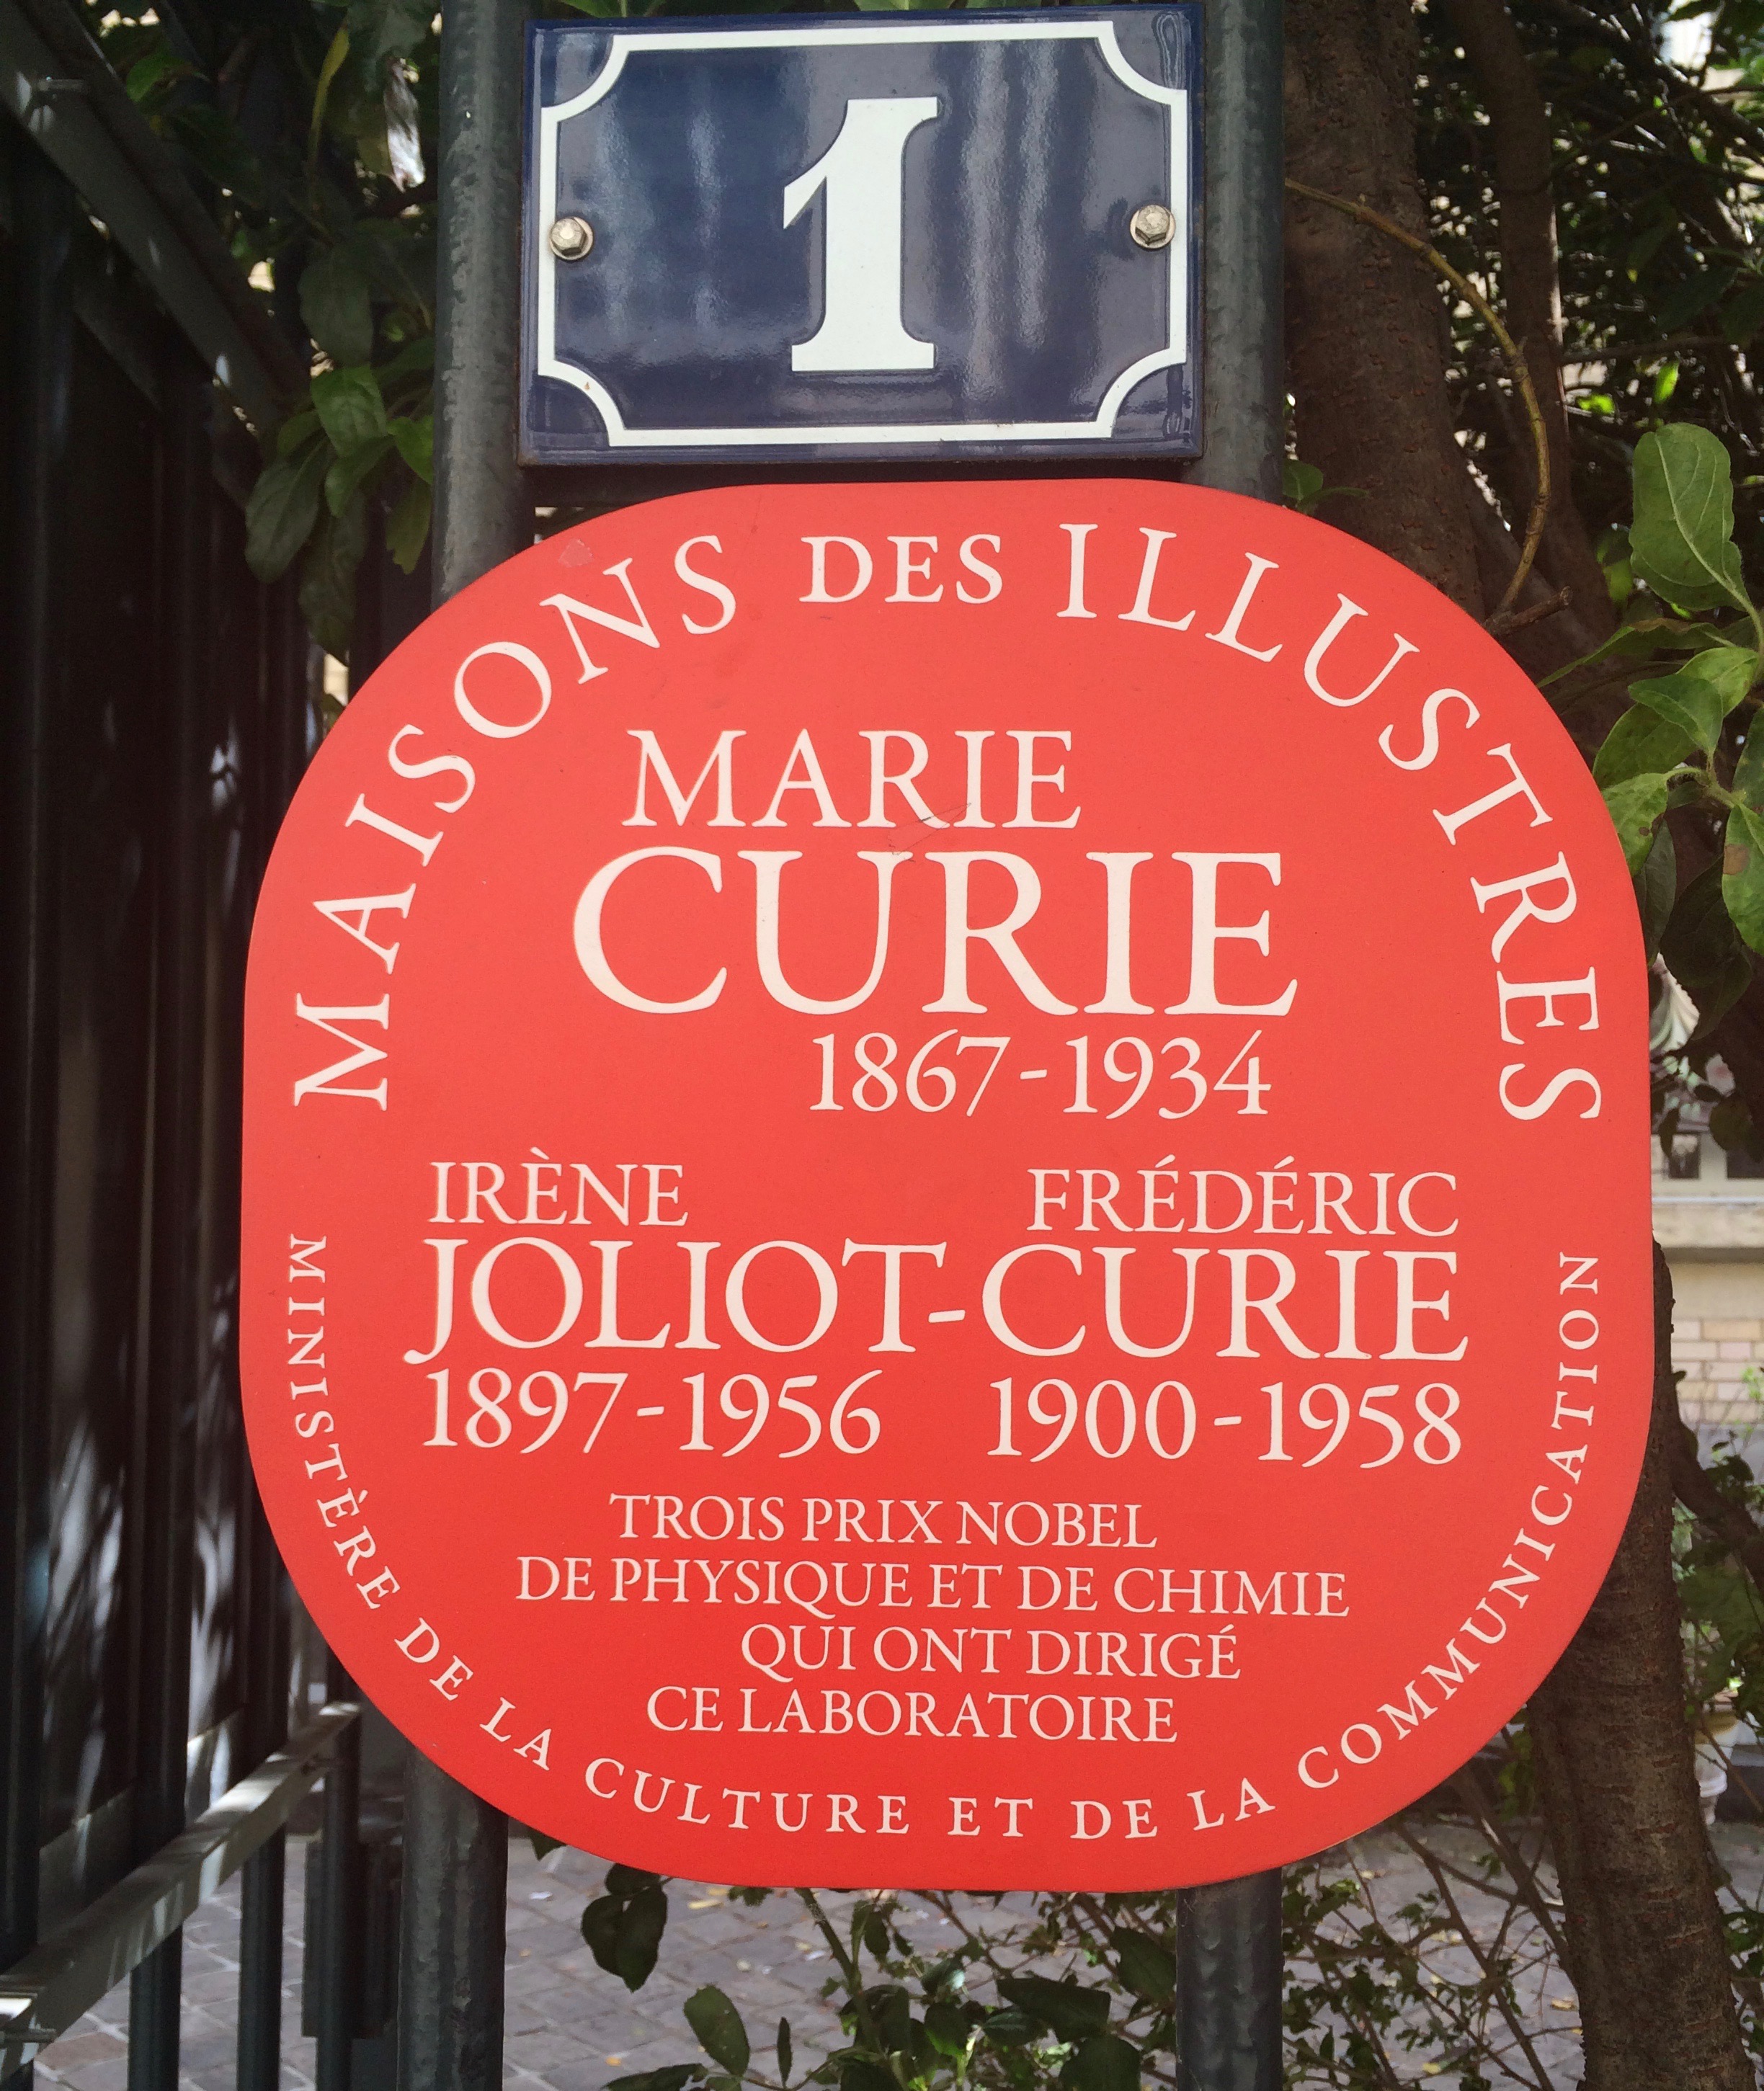 1
MAISONS DES ILLUSTRES
MARIE
CURIE
1867-1934
IRÈNE FRÉDÉRIC
JOLIOT-CURIE
1897-1956 1900-1958
TROIS PRIX NOBEL
DE PHYSIQUE ET DE CHIMIE
QUI ONT DIRIGÉ
CE LABORATOIRE
MINISTÈRE DE LA CULTURE ET DE LA COMMUNICATION